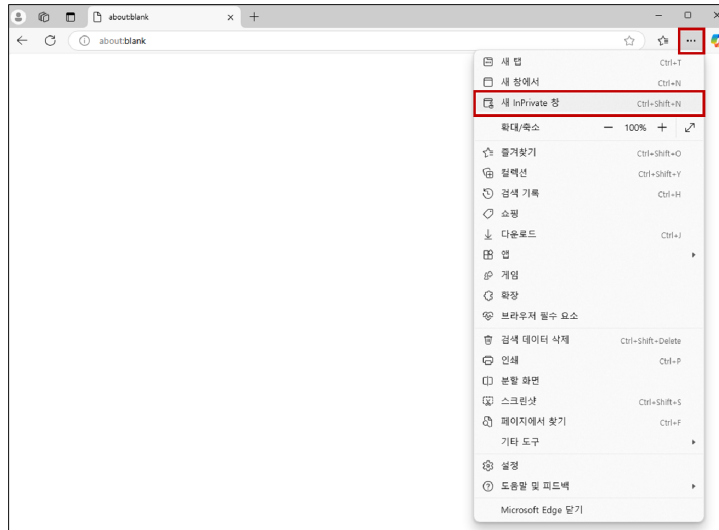 about:blank
about:blank
새 탭 Ctrl+T
새 창에서 Ctrl+N
새 InPrivate 창 Ctrl+Shift+N
확대/축소 100%
즐겨찾기 Ctrl+Shift+O
컬렉션 Ctrl+Shift+Y
검색 기록 Ctrl+H
쇼핑
다운로드 Ctrl+J
앱
게임
확장
브라우저 필수 요소
검색 데이터 삭제 Ctrl+Shift+Delete
인쇄 Ctrl+P
분할 화면
스크린샷 Ctrl+Shift+S
페이지에서 찾기 Ctrl+F
기타 도구
설정
도움말 및 피드백
Microsoft Edge 닫기